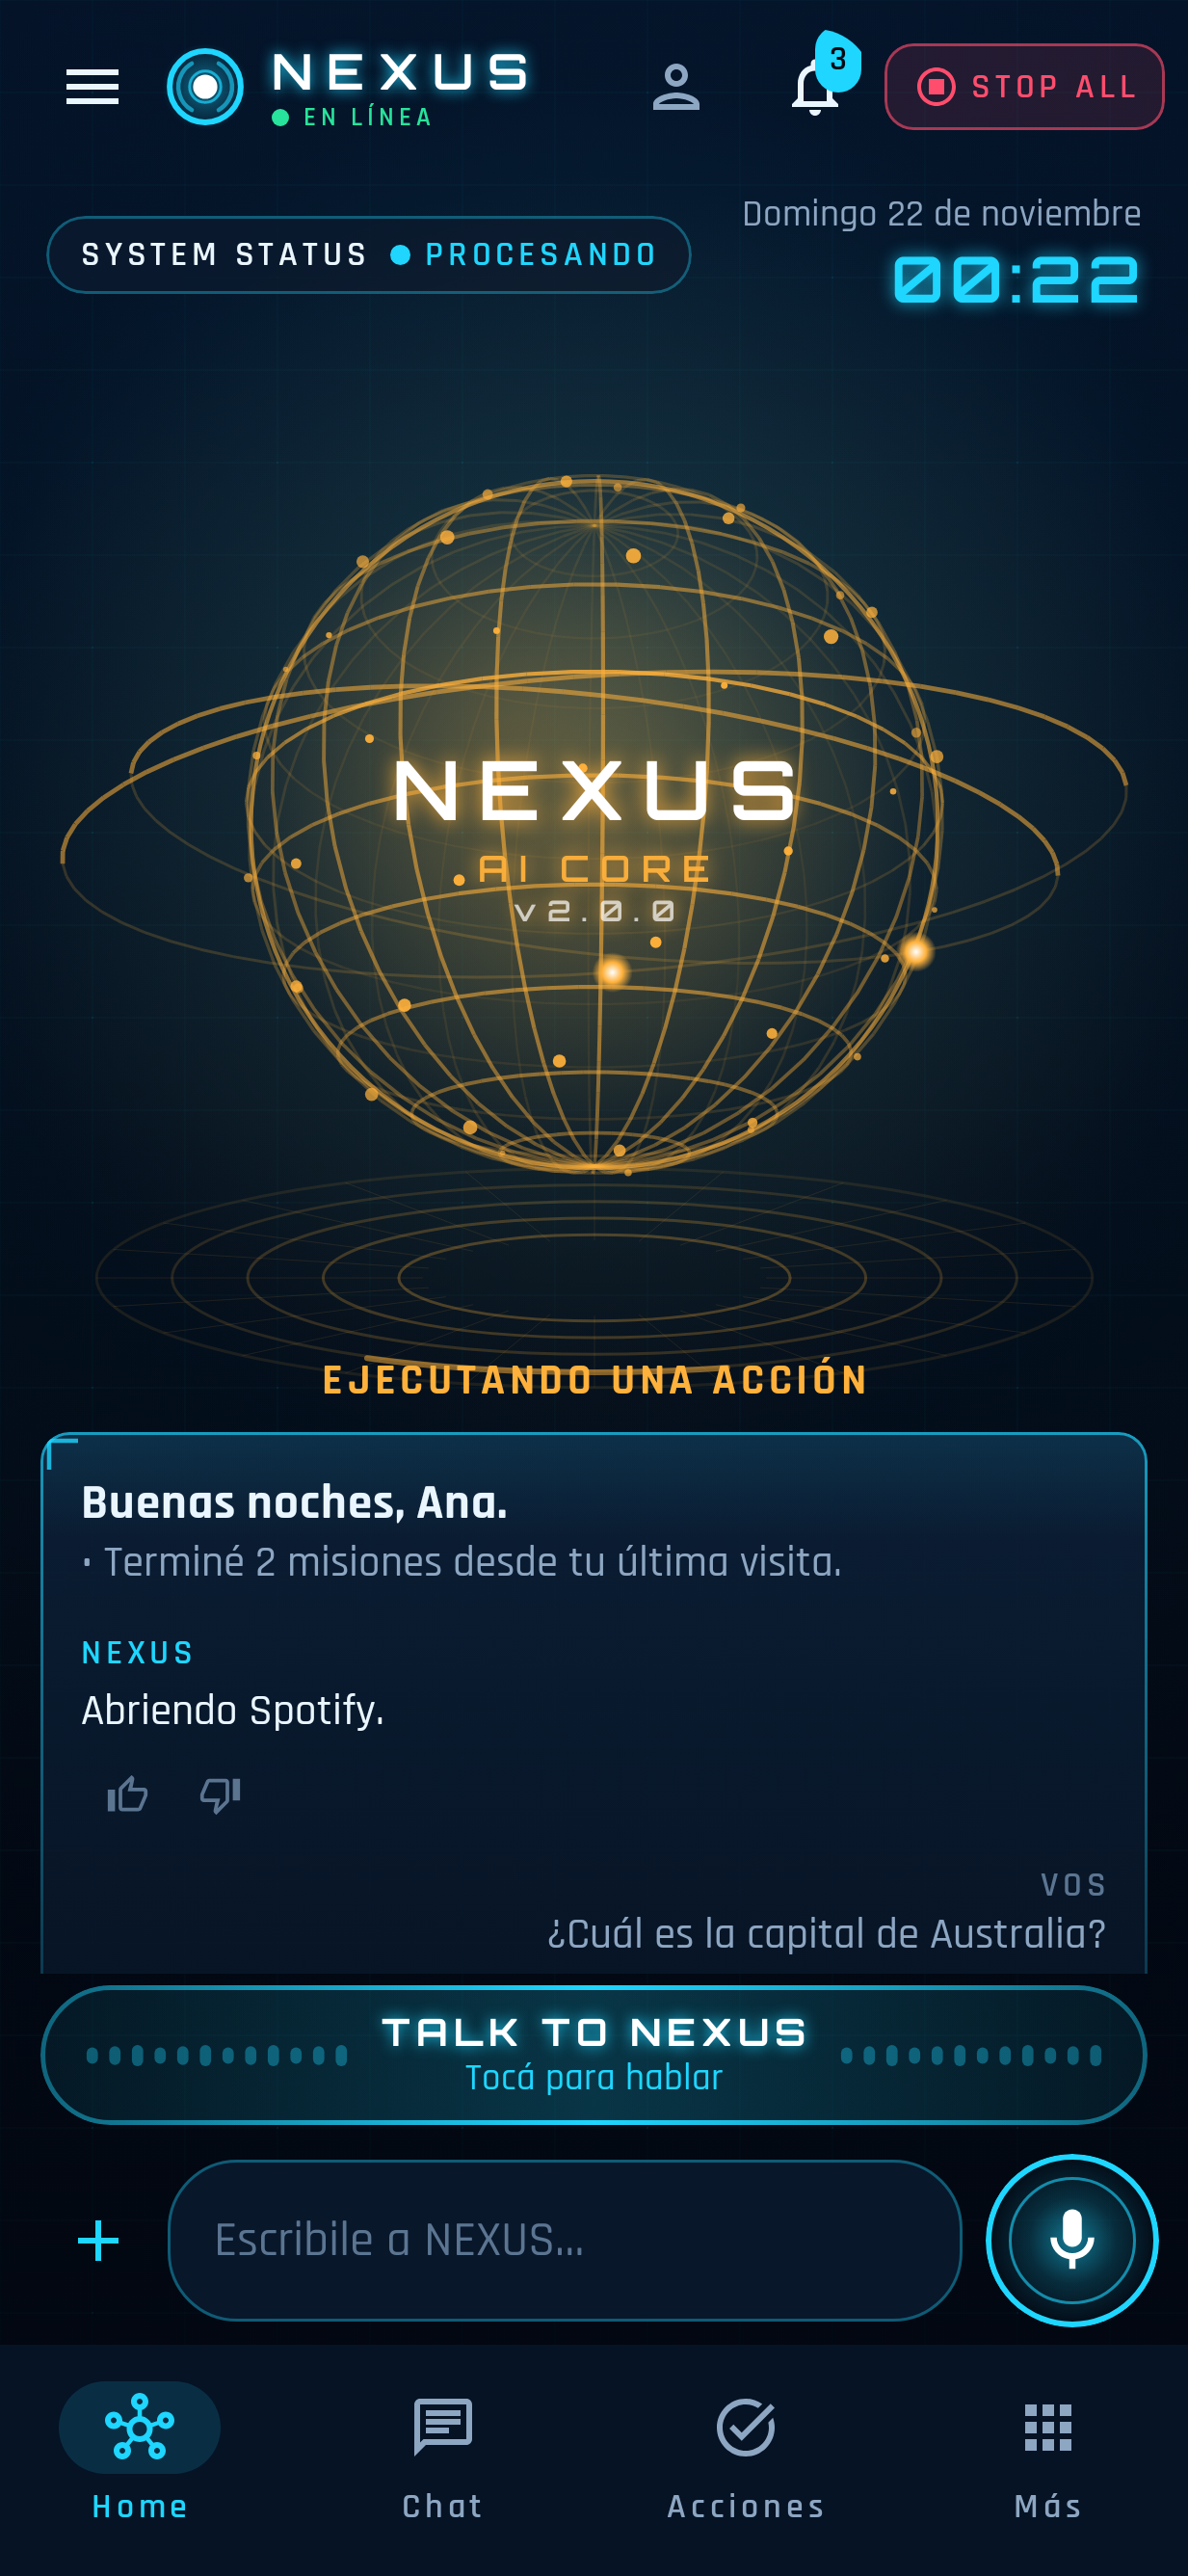 NEXUS
EN LÍNEA
3
STOP ALL
Domingo 22 de noviembre
SYSTEM STATUS PROCESANDO
00:22
NEXUS
AI CORE
v2.0.0
EJECUTANDO UNA ACCIÓN
Buenas noches, Ana.
· Terminé 2 misiones desde tu última visita.
NEXUS
Abriendo Spotify.
VOS
¿Cuál es la capital de Australia?
TALK TO NEXUS
Tocá para hablar
Escribile a NEXUS...
Home
Chat
Acciones
Más